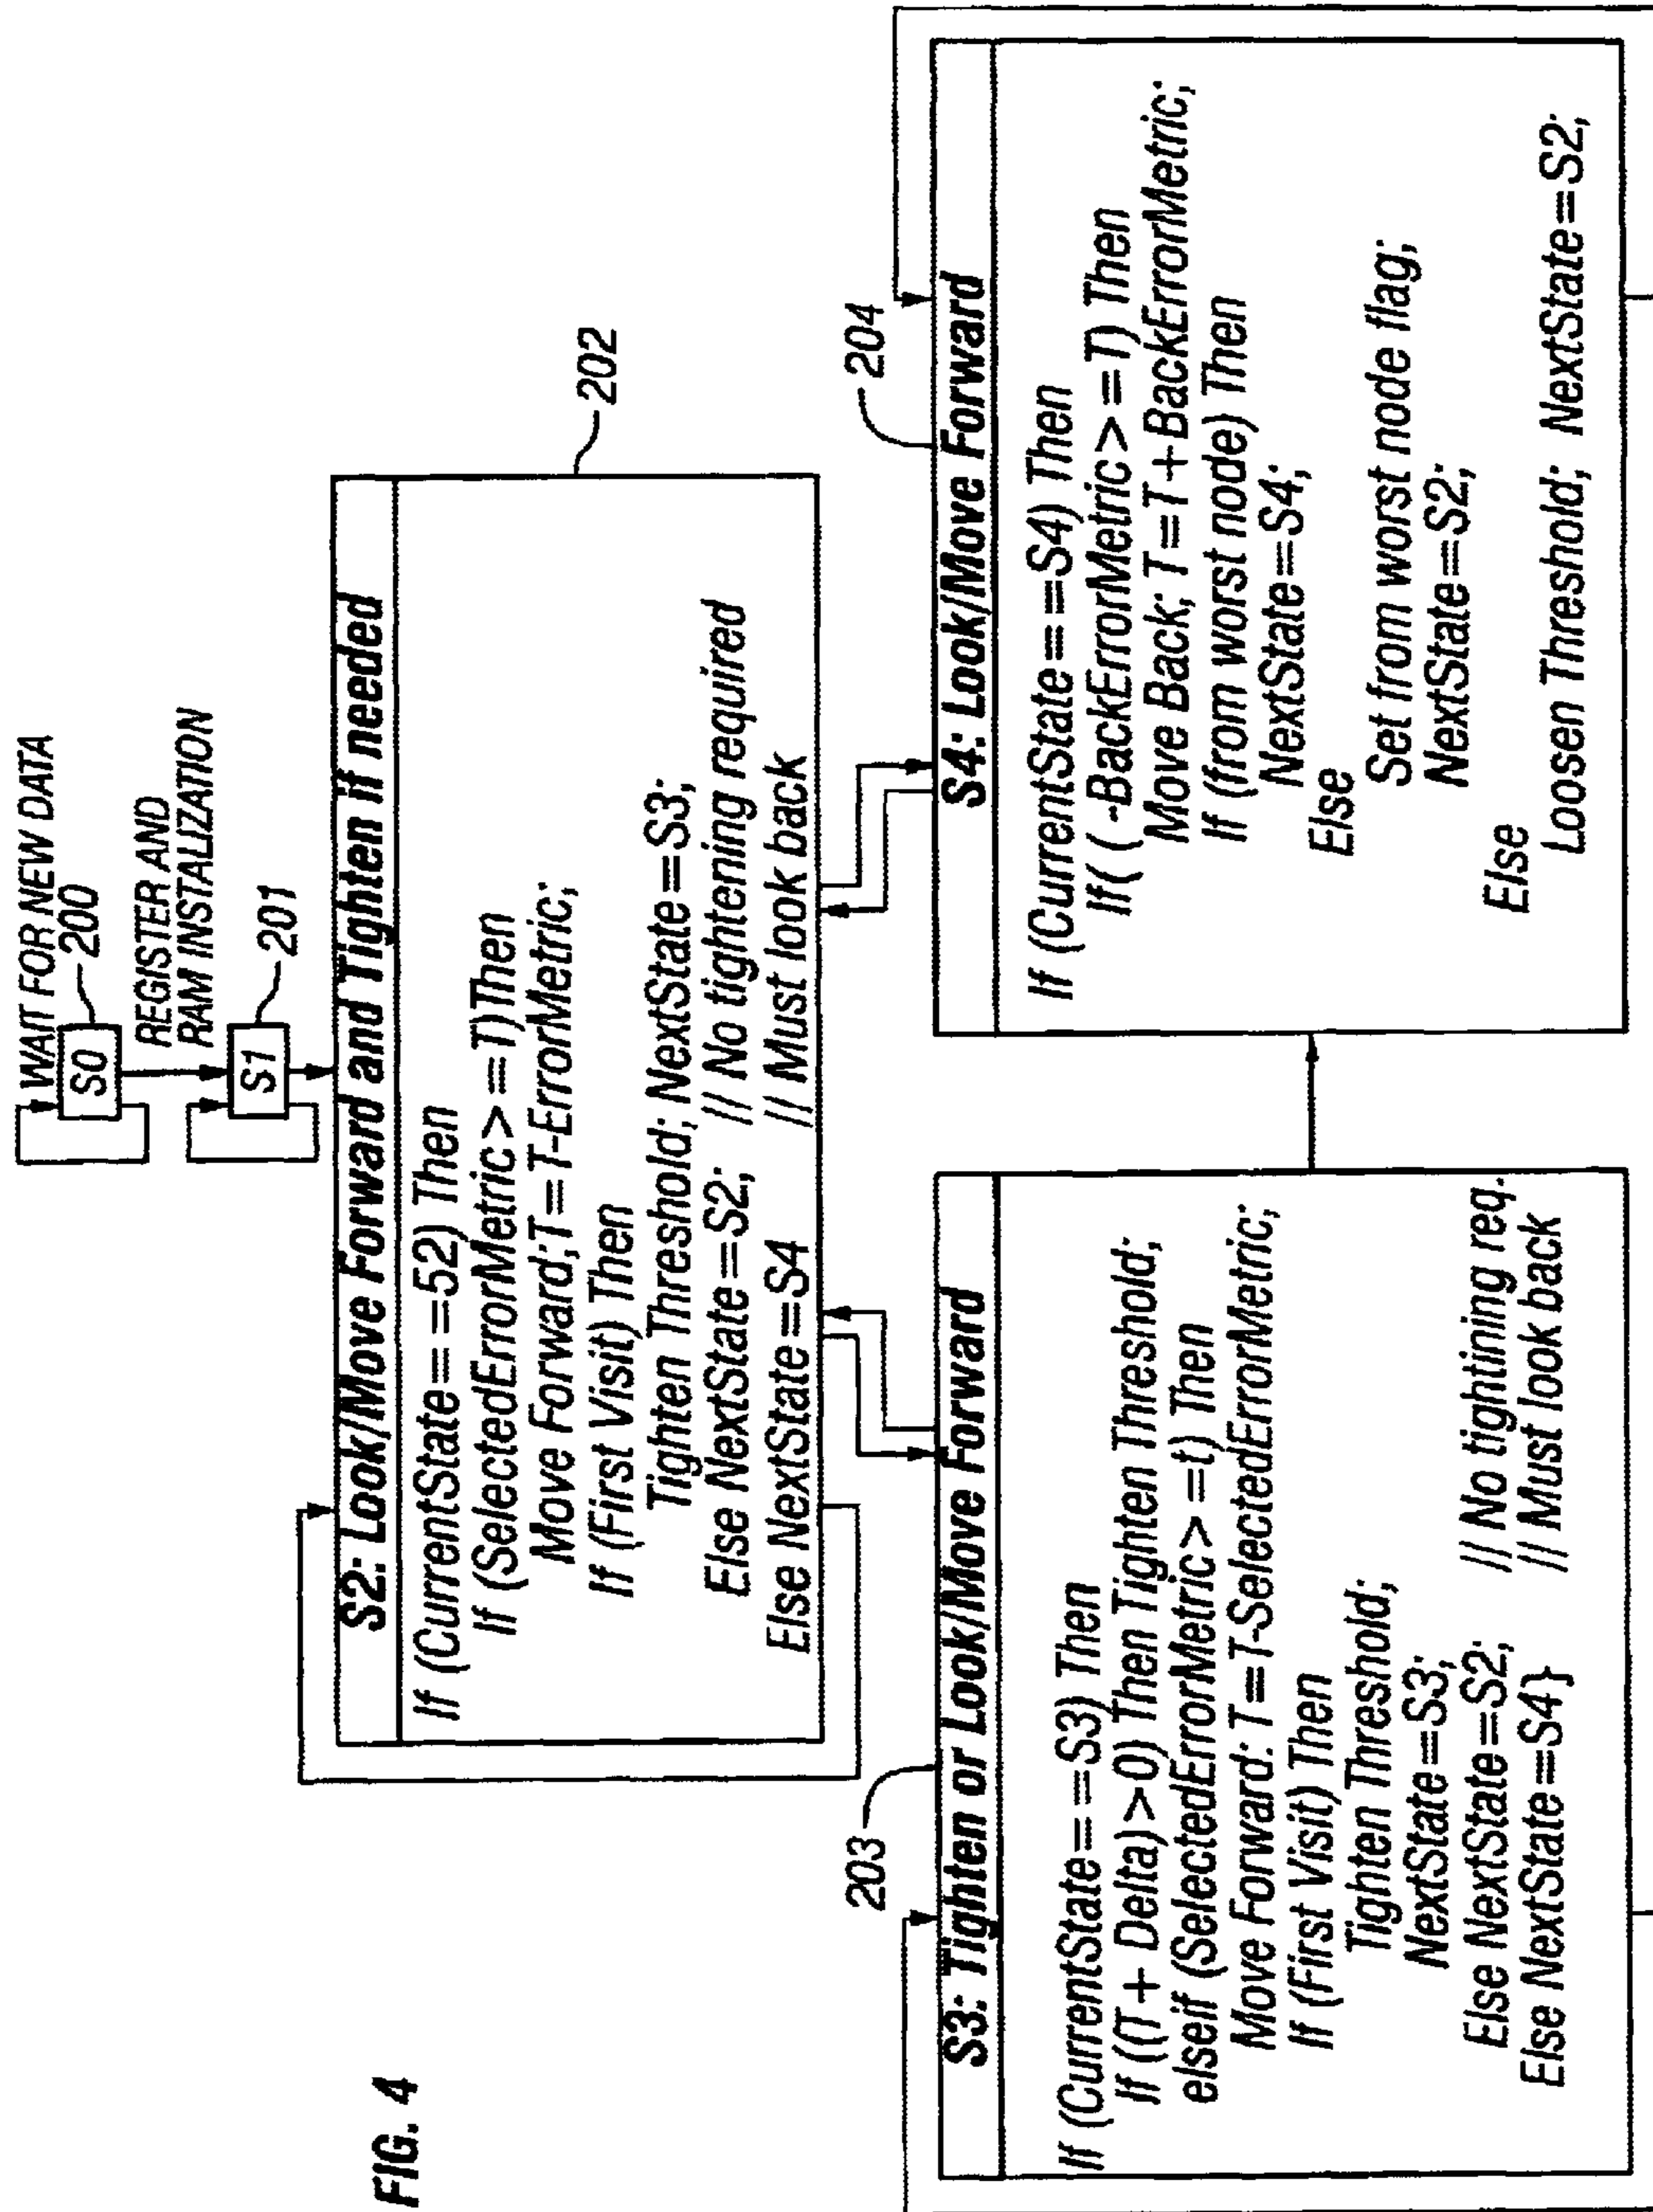 FIG. 4
WAIT FOR NEW DATA
S0
200
REGISTER AND
RAM INSTALIZATION
S1
201
S2: Look/Move Forward and Tighten if needed
If (CurrentState==52) Then
If (SelectedErrorMetric>=T)Then
Move Forward;T=T-ErrorMetric;
If (First Visit) Then
Tighten Threshold; NextState=S3;
Else NextState=S2; // No tightening required
Else NextState=S4 // Must look back
202
203
S3: Tighten or Look/Move Forward
If (CurrentState==S3) Then
If ((T + Delta)>0) Then Tighten Threshold;
elseif (SelectedErrorMetric>=t) Then
Move Forward: T=T-SelectedErrorMetric;
If (First Visit) Then
Tighten Threshold;
NextState=S3;
Else NextState=S2; // No tightining req.
Else NextState=S4} // Must look back
204
S4: Look/Move Forward
If (CurrentState==S4) Then
If( (-BackErrorMetric>=T) Then
Move Back; T=T+BackErrorMetric;
If (from worst node) Then
NextState=S4;
Else
Set from worst node flag;
NextState=S2;
Else
Loosen Threshold; NextState=S2;